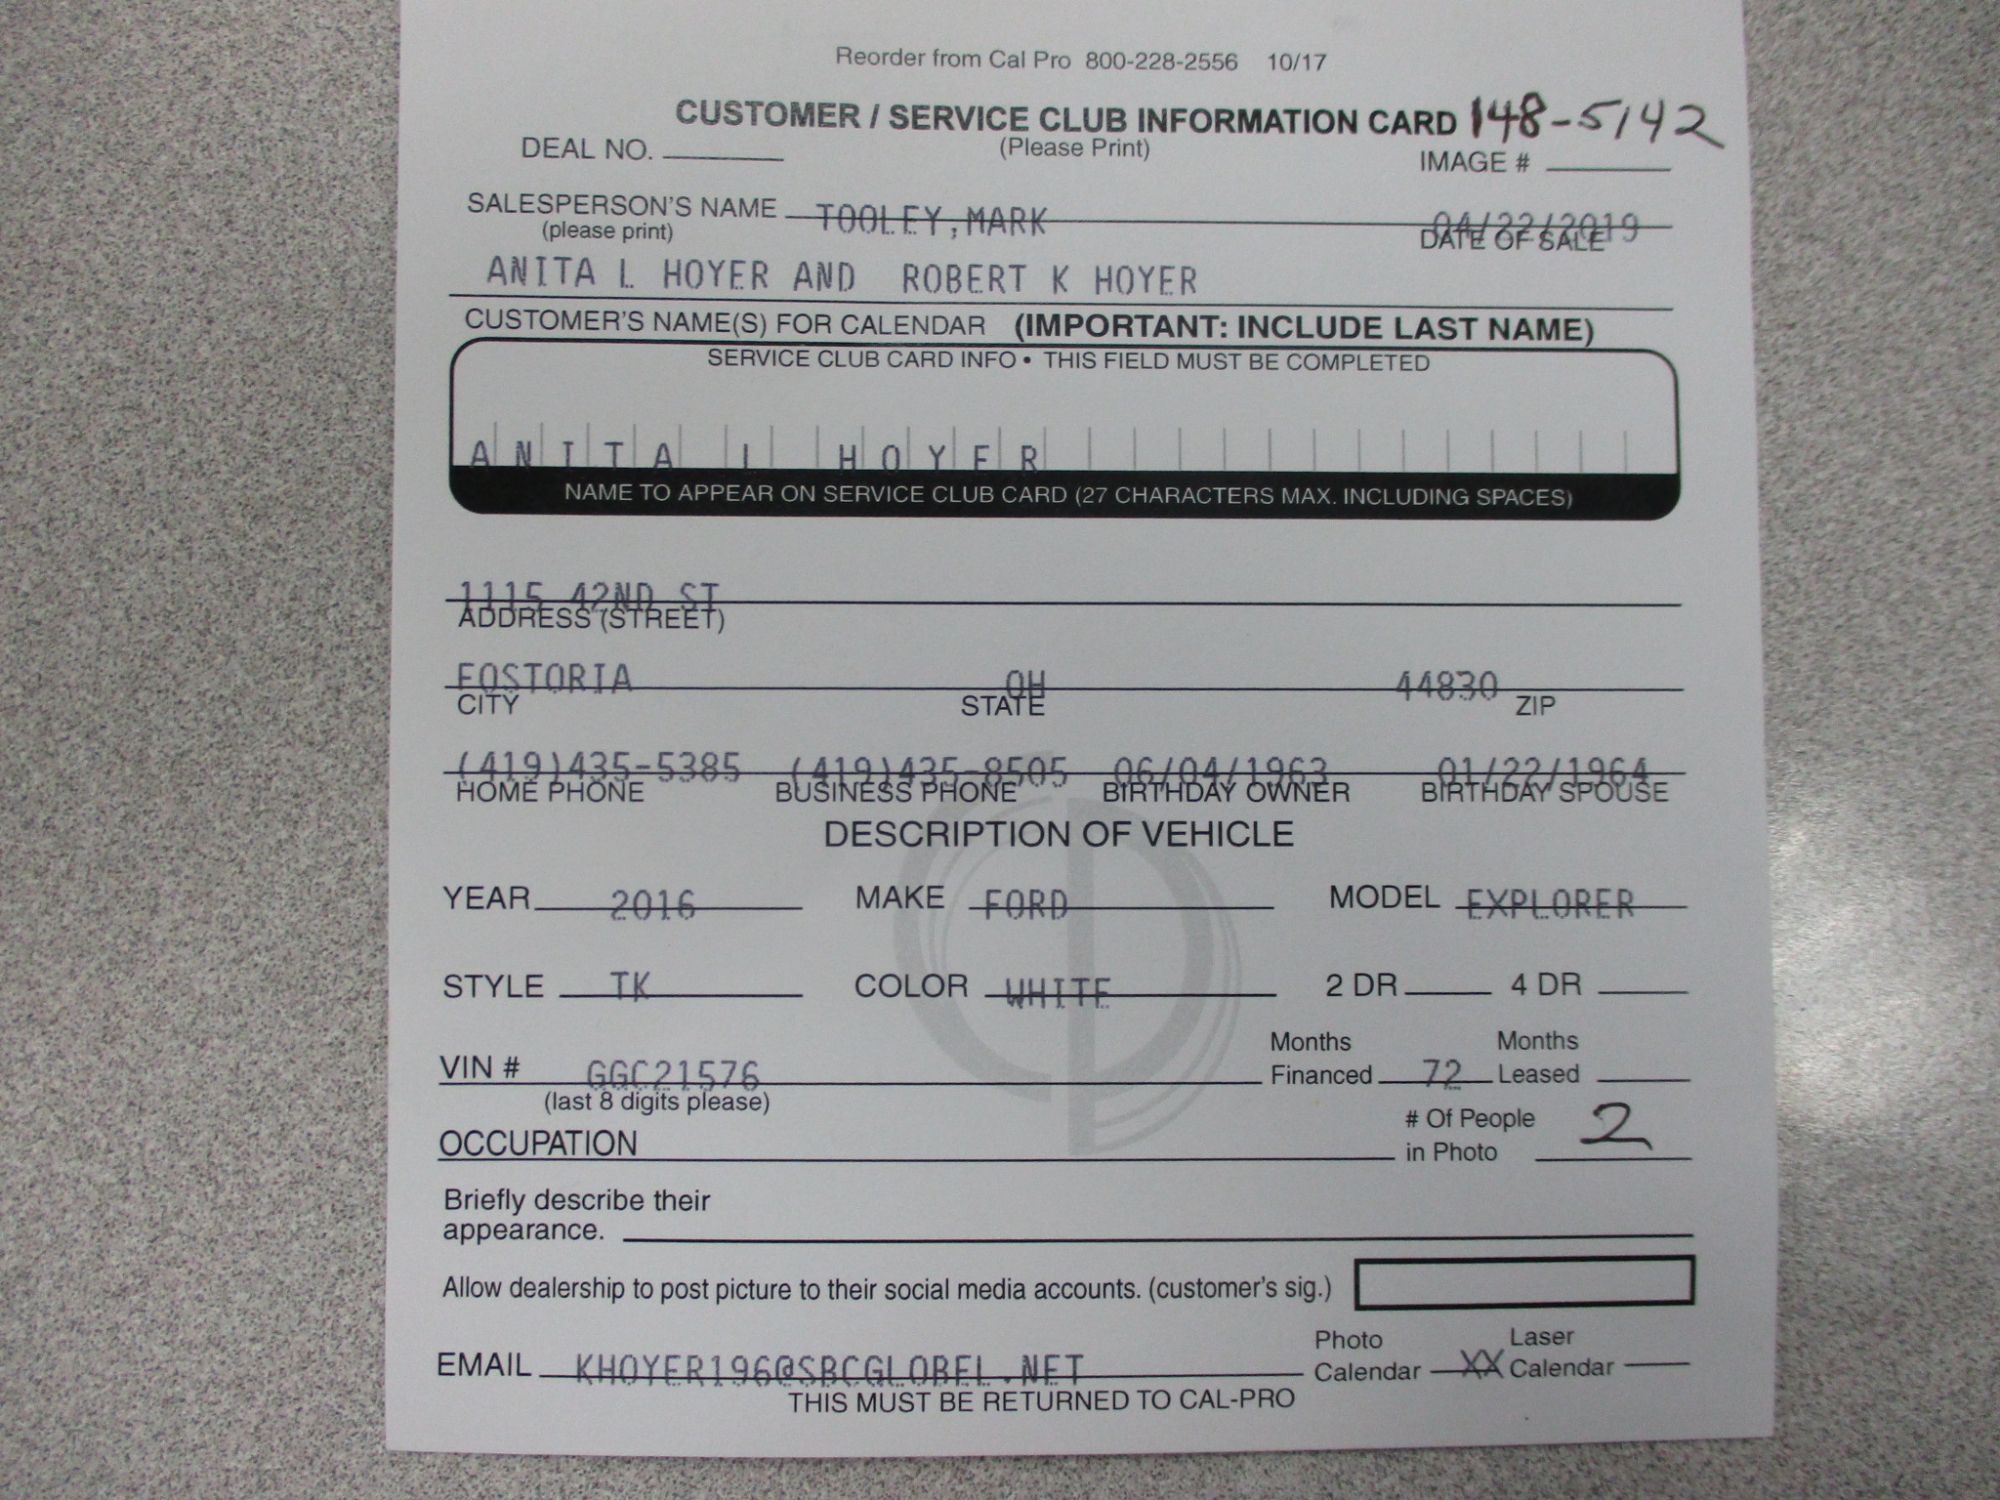 Reorder from Cal Pro 800-228-2556 10/17
CUSTOMER / SERVICE CLUB INFORMATION CARD 148-5142
DEAL NO. (Please Print) IMAGE #
SALESPERSON'S NAME TOOLEY,MARK 04/22/2019
(please print) DATE OF SALE
ANITA L HOYER AND ROBERT K HOYER
CUSTOMER'S NAME(S) FOR CALENDAR (IMPORTANT: INCLUDE LAST NAME)
SERVICE CLUB CARD INFO • THIS FIELD MUST BE COMPLETED
ANITA L HOYER
NAME TO APPEAR ON SERVICE CLUB CARD (27 CHARACTERS MAX. INCLUDING SPACES)
1115 42ND ST
ADDRESS (STREET)
FOSTORIA OH 44830
CITY STATE ZIP
(419)435-5385 (419)435-8505 06/04/1963 01/22/1964
HOME PHONE BUSINESS PHONE BIRTHDAY OWNER BIRTHDAY SPOUSE
DESCRIPTION OF VEHICLE
YEAR 2016 MAKE FORD MODEL EXPLORER
STYLE TK COLOR WHITE 2 DR 4 DR
VIN # GGC21576 Months Financed 72 Months Leased
(last 8 digits please)
OCCUPATION # Of People in Photo 2
Briefly describe their
appearance.
Allow dealership to post picture to their social media accounts. (customer's sig.)
EMAIL KHOYER196@SBCGLOBEL.NET Photo Calendar XX Laser Calendar
THIS MUST BE RETURNED TO CAL-PRO